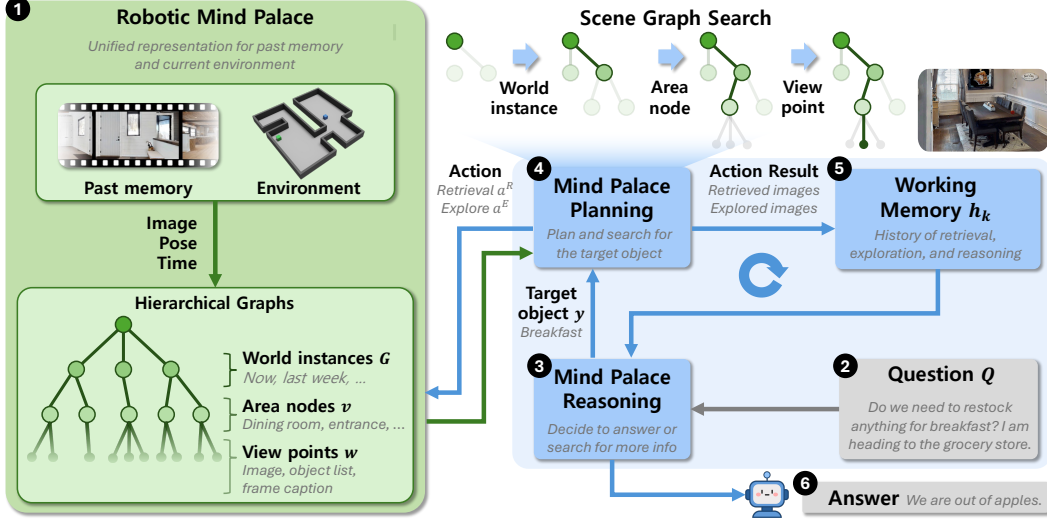 1
Robotic Mind Palace
Unified representation for past memory
and current environment
Past memory
Environment
Image
Pose
Time
Hierarchical Graphs
World instances G
Now, last week, ...
Area nodes v
Dining room, entrance, ...
View points w
Image, object list,
frame caption
Scene Graph Search
World
instance
Area
node
View
point
Action
Retrieval a^R
Explore a^E
4
Mind Palace
Planning
Plan and search for
the target object
Action Result
Retrieved images
Explored images
5
Working
Memory h_k
History of retrieval,
exploration, and reasoning
Target
object y
Breakfast
3
Mind Palace
Reasoning
Decide to answer or
search for more info
2
Question Q
Do we need to restock
anything for breakfast? I am
heading to the grocery store.
6
Answer We are out of apples.